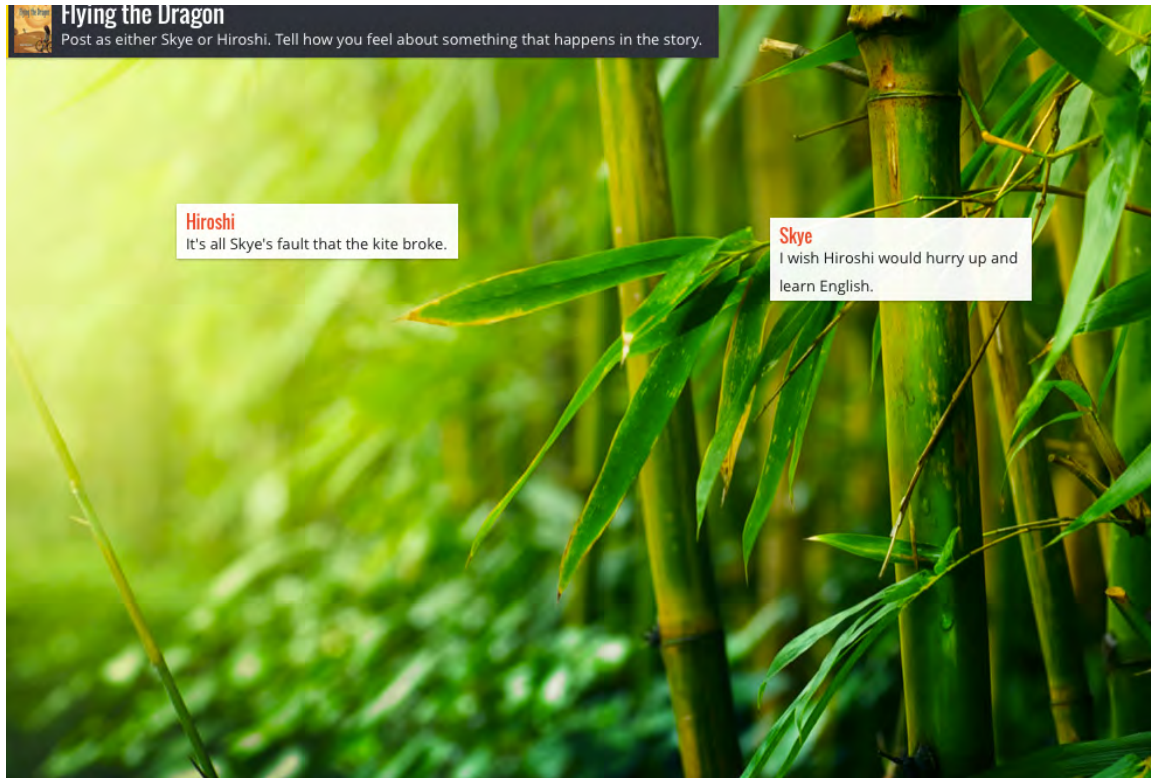 Flying the Dragon
Post as either Skye or Hiroshi. Tell how you feel about something that happens in the story.
Hiroshi
It's all Skye's fault that the kite broke.
Skye
I wish Hiroshi would hurry up and
learn English.